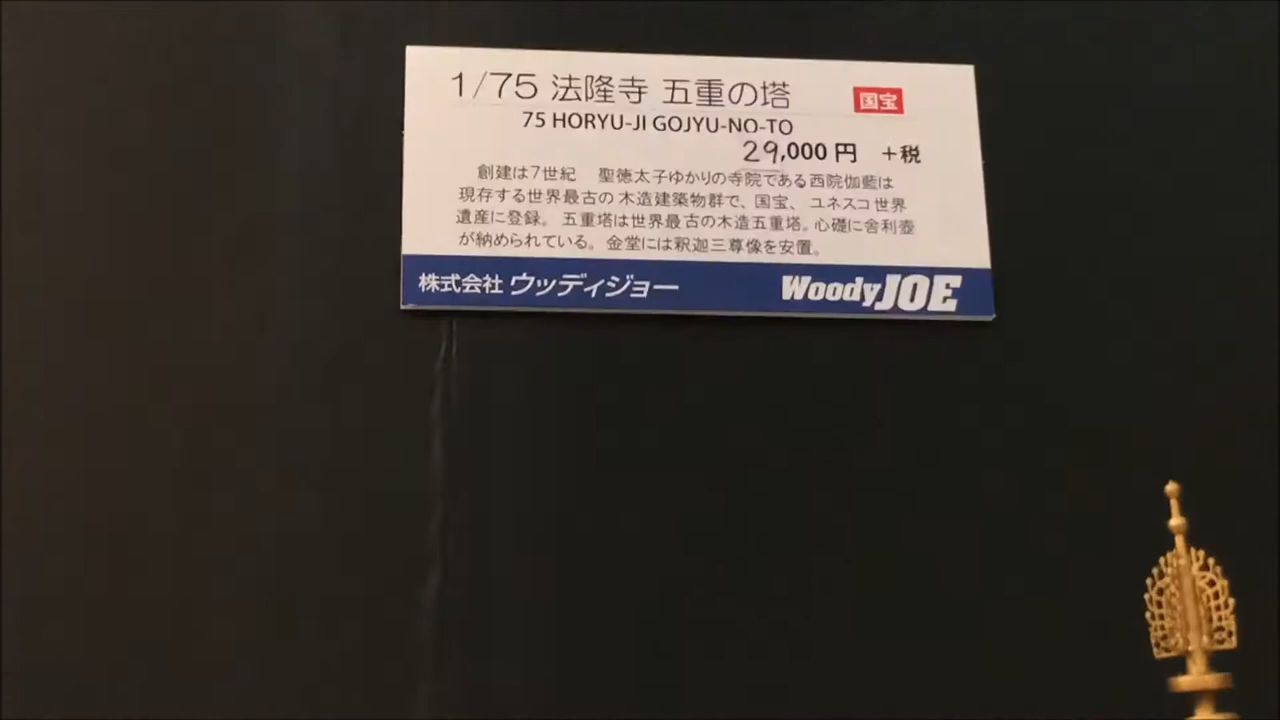 1/75 法隆寺 五重の塔 国宝
75 HORYU-JI GOJYU-NO-TO
29,000 円 +税
創建は7世紀 聖徳太子ゆかりの寺院である西院伽藍は
現存する世界最古の木造建築物群で、国宝、ユネスコ世界
遺産に登録。五重塔は世界最古の木造五重塔。心礎に舎利壺
が納められている。金堂には釈迦三尊像を安置。
株式会社 ウッディジョー WoodyJOE